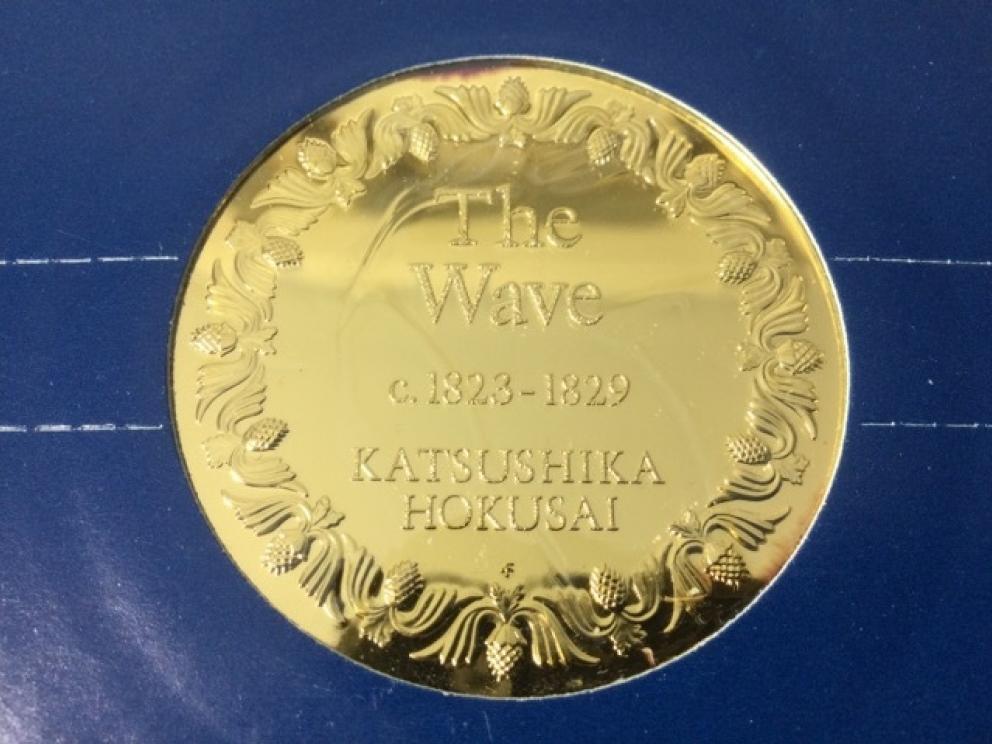 The
Wave
c. 1823-1829
KATSUSHIKA
HOKUSAI